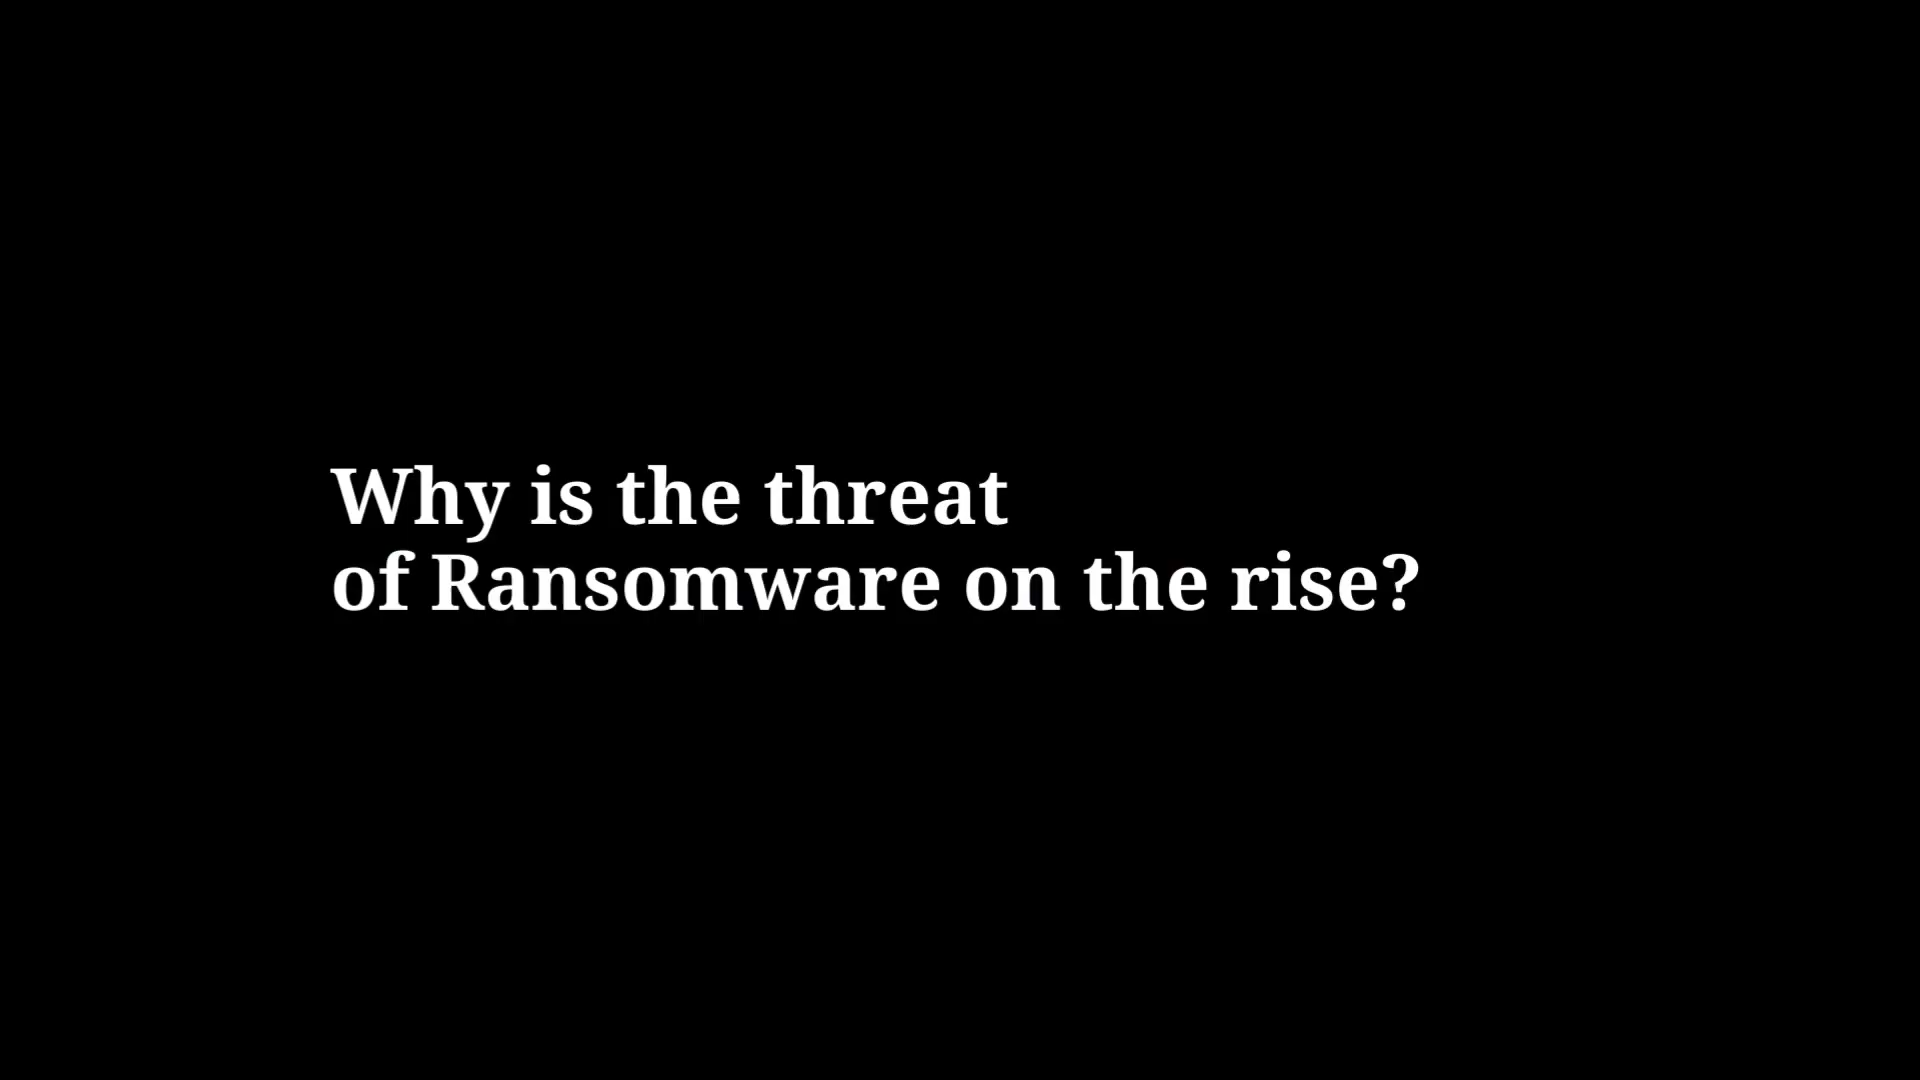 Why is the threat
of Ransomware on the rise?